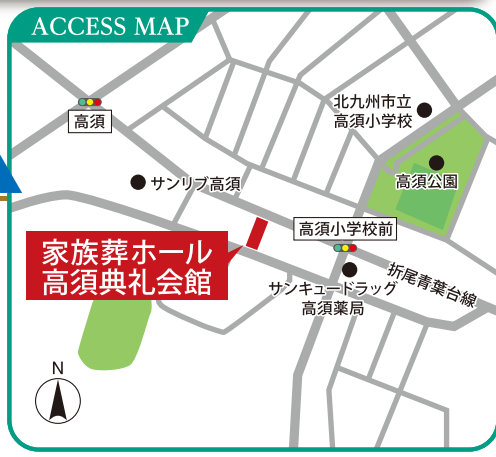 ACCESS MAP
高須
北九州市立
高須小学校
高須公園
サンリブ高須
高須小学校前
家族葬ホール
高須典礼会館
サンキュードラッグ
高須薬局
折尾青葉台線
N